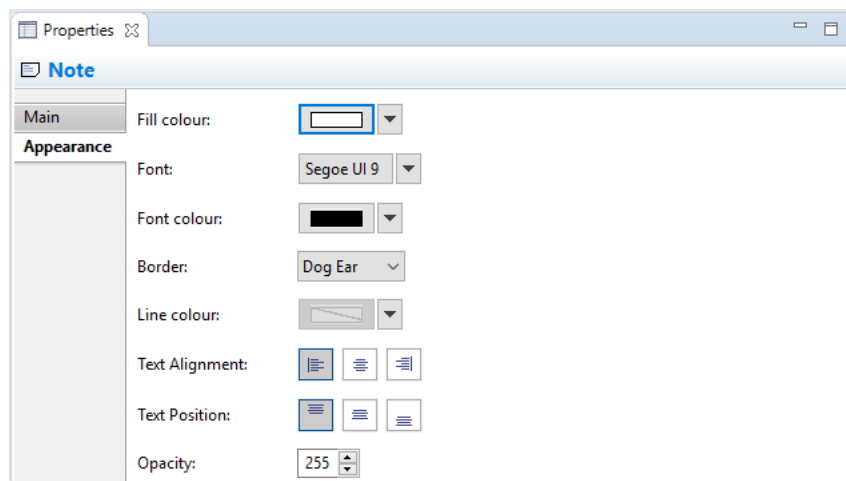 Properties
Note
Main
Appearance
Fill colour:
Font:
Segoe UI 9
Font colour:
Border:
Dog Ear
Line colour:
Text Alignment:
Text Position:
Opacity:
255